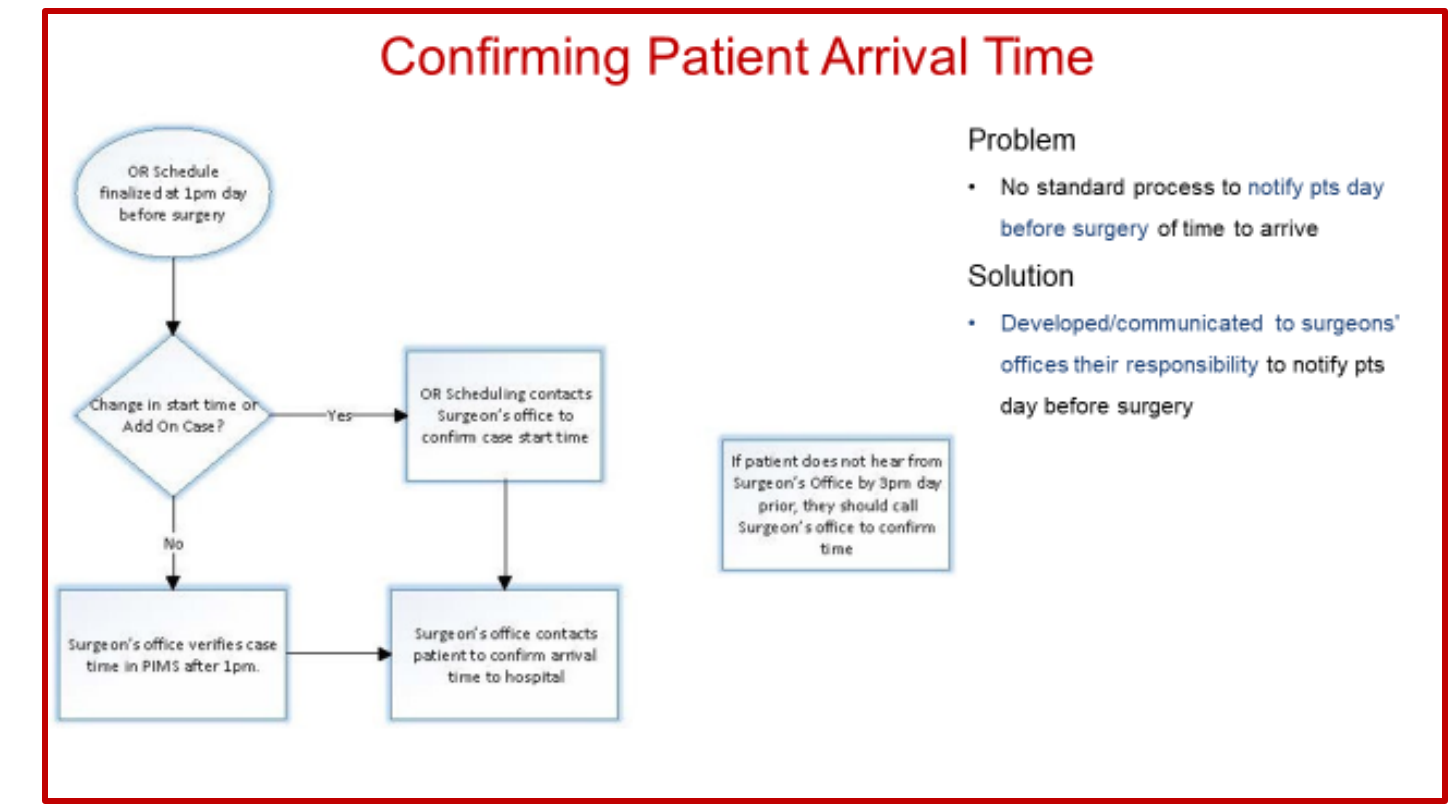 Confirming Patient Arrival Time
OR Schedule
finalized at 1pm day
before surgery
Change in start time or
Add On Case?
Yes
OR Scheduling contacts
Surgeon's office to
confirm case start time
No
Surgeon's office verifies case
time in PIMS after 1pm.
Surgeon's office contacts
patient to confirm arrival
time to hospital
If patient does not hear from
Surgeon's Office by 3pm day
prior, they should call
Surgeon's office to confirm
time
Problem
• No standard process to notify pts day
before surgery of time to arrive
Solution
• Developed/communicated to surgeons'
offices their responsibility to notify pts
day before surgery